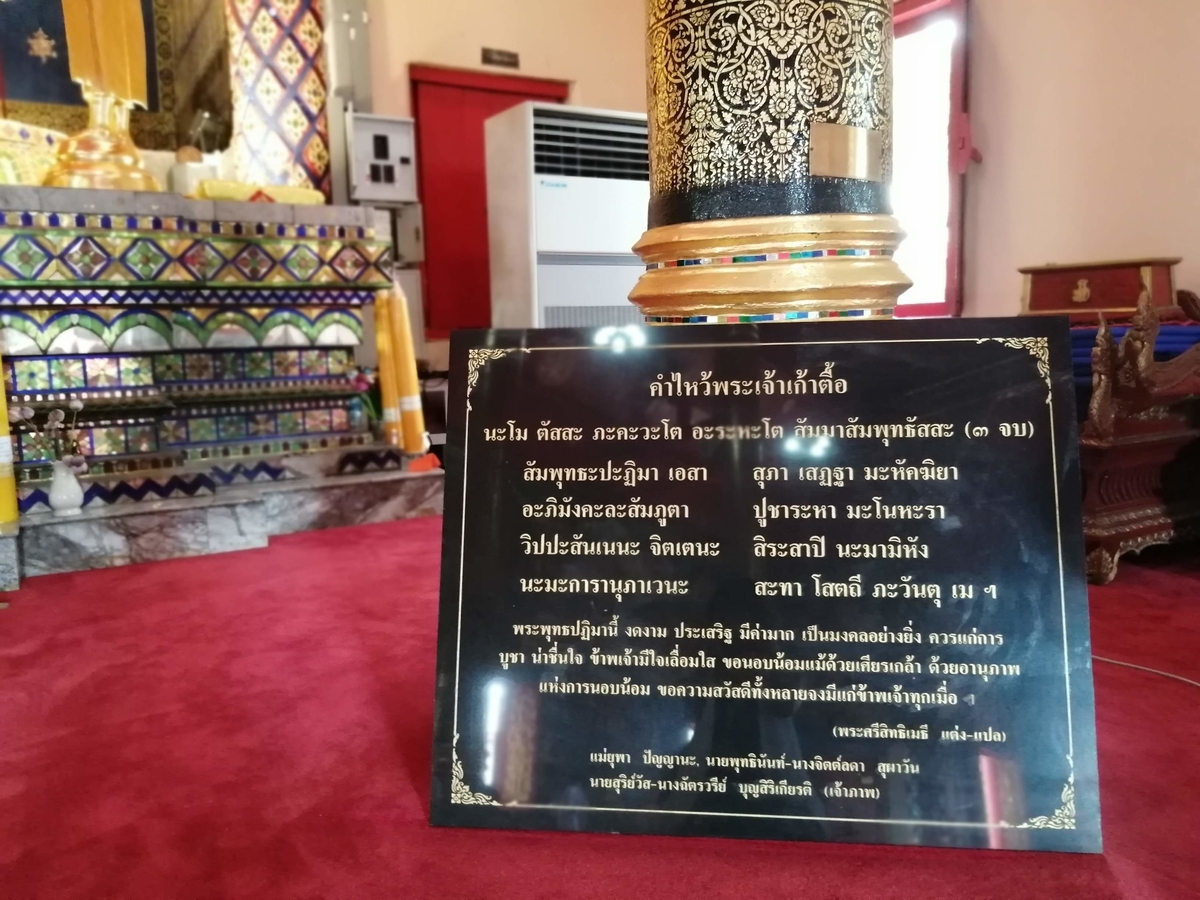 คำไหว้พระเจ้าเก้าตื้อ
นะโม ตัสสะ ภะคะวะโต อะระหะโต สัมมาสัมพุทธัสสะ (๓ จบ)
สัมพุทธะปะฏิมา เอสา สุภา เสฏฐา มะหัคฆิยา
อะภิมังคะละสัมภูตา ปูชาระหา มะโนหะรา
วิปปะสันเนนะ จิตเตนะ สิระสาปิ นะมามิหัง
นะมะการานุภาเวนะ สะทา โสตถี ภะวันตุ เม ฯ
พระพุทธปฏิมานี้ งดงาม ประเสริฐ มีค่ามาก เป็นมงคลอย่างยิ่ง ควรแก่การ
บูชา น่าชื่นใจ ข้าพเจ้ามีใจเลื่อมใส ขอนอบน้อมแม้ด้วยเศียรเกล้า ด้วยอานุภาพ
แห่งการนอบน้อม ขอความสวัสดีทั้งหลายจงมีแก่ข้าพเจ้าทุกเมื่อ ฯ
(พระศรีสิทธิเมธี แต่ง-แปล)
แม่ยุพา ปัญญานะ, นายพุทธินันท์-นางจิตต์ลดา สุผาวัน
นายสุริย์วัส-นางฉัตรวรีย์ บุญสิริเกียรติ (เจ้าภาพ)
DAIKIN